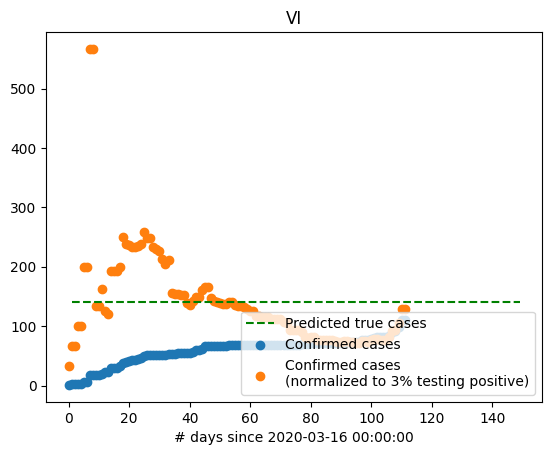 VI
500
400
300
200
100
0
Predicted true cases
Confirmed cases
Confirmed cases
(normalized to 3% testing positive)
0 20 40 60 80 100 120 140
# days since 2020-03-16 00:00:00